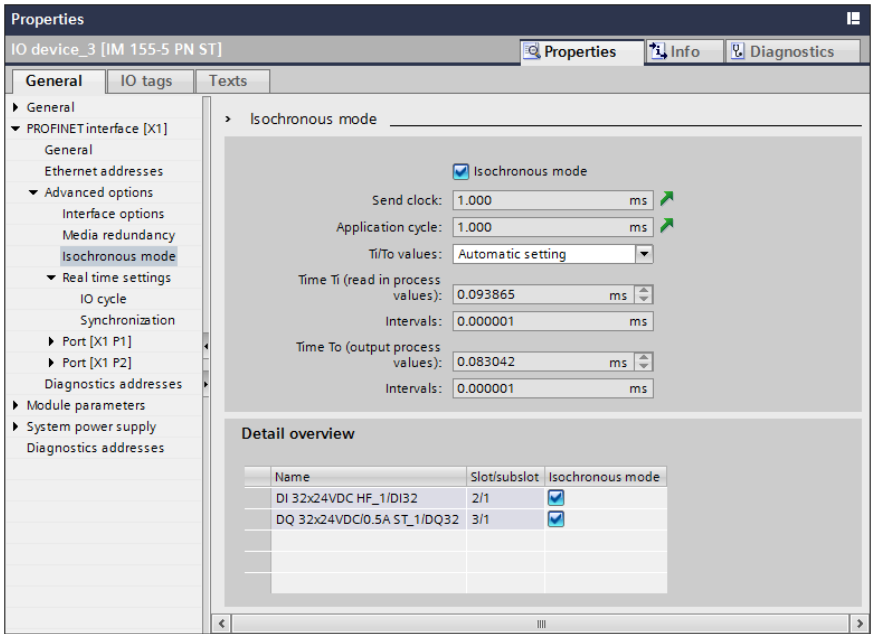 Properties
IO device_3 [IM 155-5 PN ST]
Properties
Info
Diagnostics
General
IO tags
Texts
General
PROFINET interface [X1]
General
Ethernet addresses
Advanced options
Interface options
Media redundancy
Isochronous mode
Real time settings
IO cycle
Synchronization
Port [X1 P1]
Port [X1 P2]
Diagnostics addresses
Module parameters
System power supply
Diagnostics addresses
Isochronous mode
Isochronous mode
Send clock: 1.000 ms
Application cycle: 1.000 ms
Ti/To values: Automatic setting
Time Ti (read in process
values): 0.093865 ms
Intervals: 0.000001 ms
Time To (output process
values): 0.083042 ms
Intervals: 0.000001 ms
Detail overview
Name Slot/subslot Isochronous mode
DI 32x24VDC HF_1/DI32 2/1
DQ 32x24VDC/0.5A ST_1/DQ32 3/1